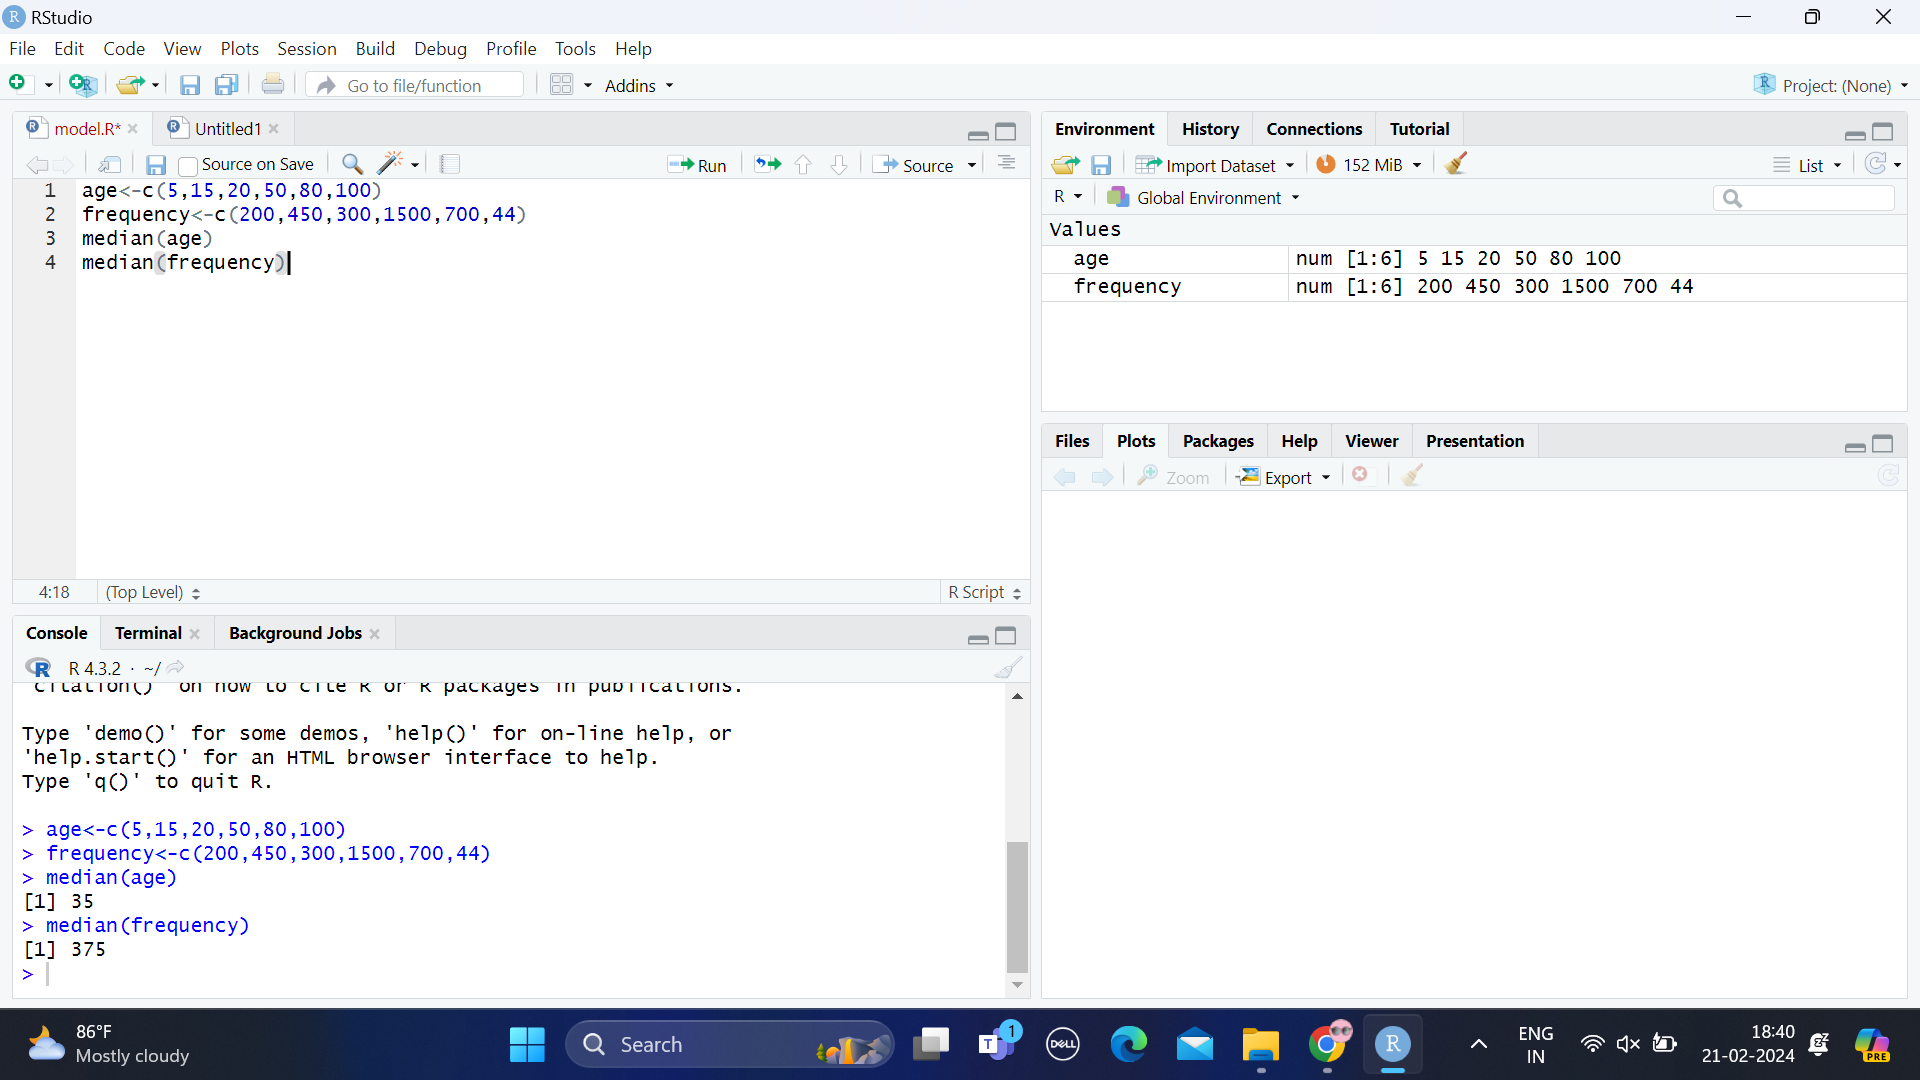 RStudio
File Edit Code View Plots Session Build Debug Profile Tools Help
Go to file/function Addins Project: (None)
model.R* Untitled1
Source on Save Run Source
1 age<-c(5,15,20,50,80,100)
2 frequency<-c(200,450,300,1500,700,44)
3 median(age)
4 median(frequency)
4:18 (Top Level) R Script
Console Terminal Background Jobs
R 4.3.2 · ~/
'citation()' on how to cite R or R packages in publications.
Type 'demo()' for some demos, 'help()' for on-line help, or
'help.start()' for an HTML browser interface to help.
Type 'q()' to quit R.
> age<-c(5,15,20,50,80,100)
> frequency<-c(200,450,300,1500,700,44)
> median(age)
[1] 35
> median(frequency)
[1] 375
>
Environment History Connections Tutorial
Import Dataset 152 MiB List
R Global Environment
Values
age num [1:6] 5 15 20 50 80 100
frequency num [1:6] 200 450 300 1500 700 44
Files Plots Packages Help Viewer Presentation
Zoom Export
86°F
Mostly cloudy
Search
T 1
DELL
R
ENG
IN
18:40
21-02-2024
PRE